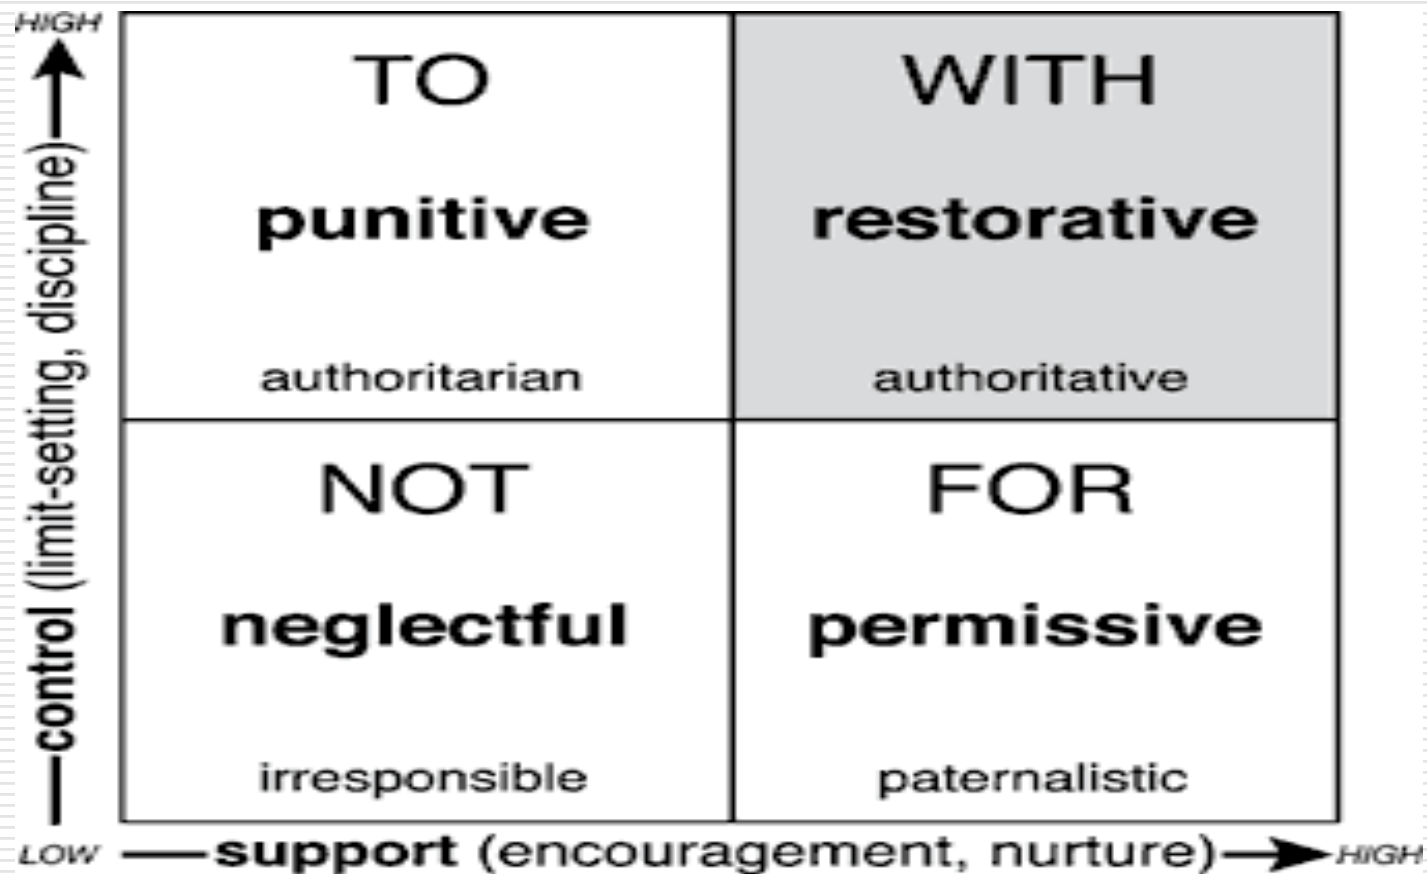 HIGH
TO
punitive
authoritarian
WITH
restorative
authoritative
NOT
neglectful
irresponsible
FOR
permissive
paternalistic
control (limit-setting, discipline)
LOW
support (encouragement, nurture)
HIGH